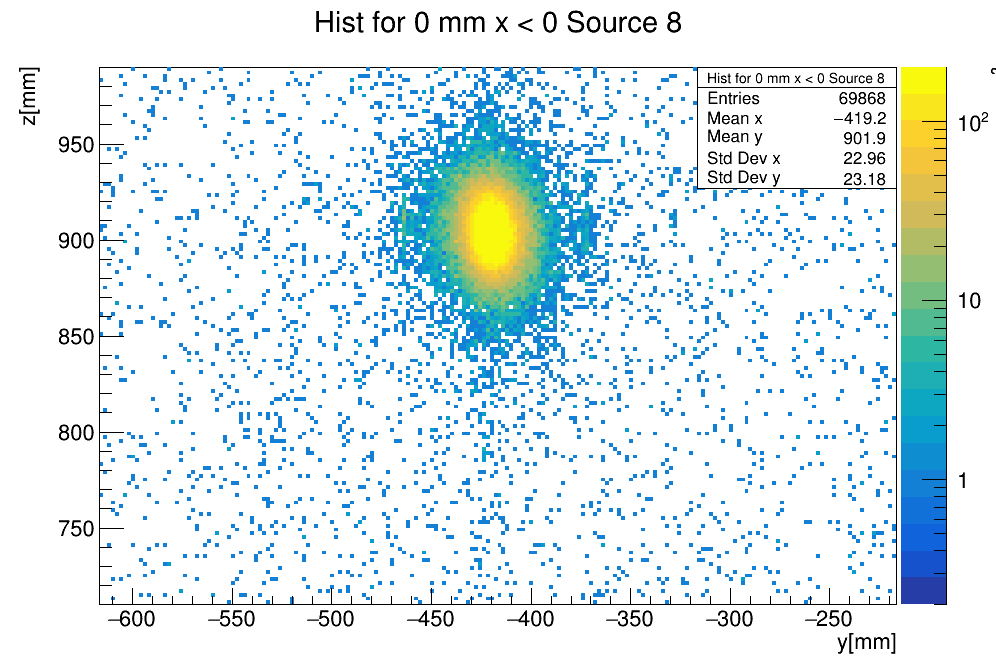 Hist for 0 mm x < 0 Source 8
z[mm]
Hist for 0 mm x < 0 Source 8
Entries 69868
Mean x −419.2
Mean y 901.9
Std Dev x 22.96
Std Dev y 23.18
950
900
850
800
750
−600 −550 −500 −450 −400 −350 −300 −250
y[mm]
10²
10
1